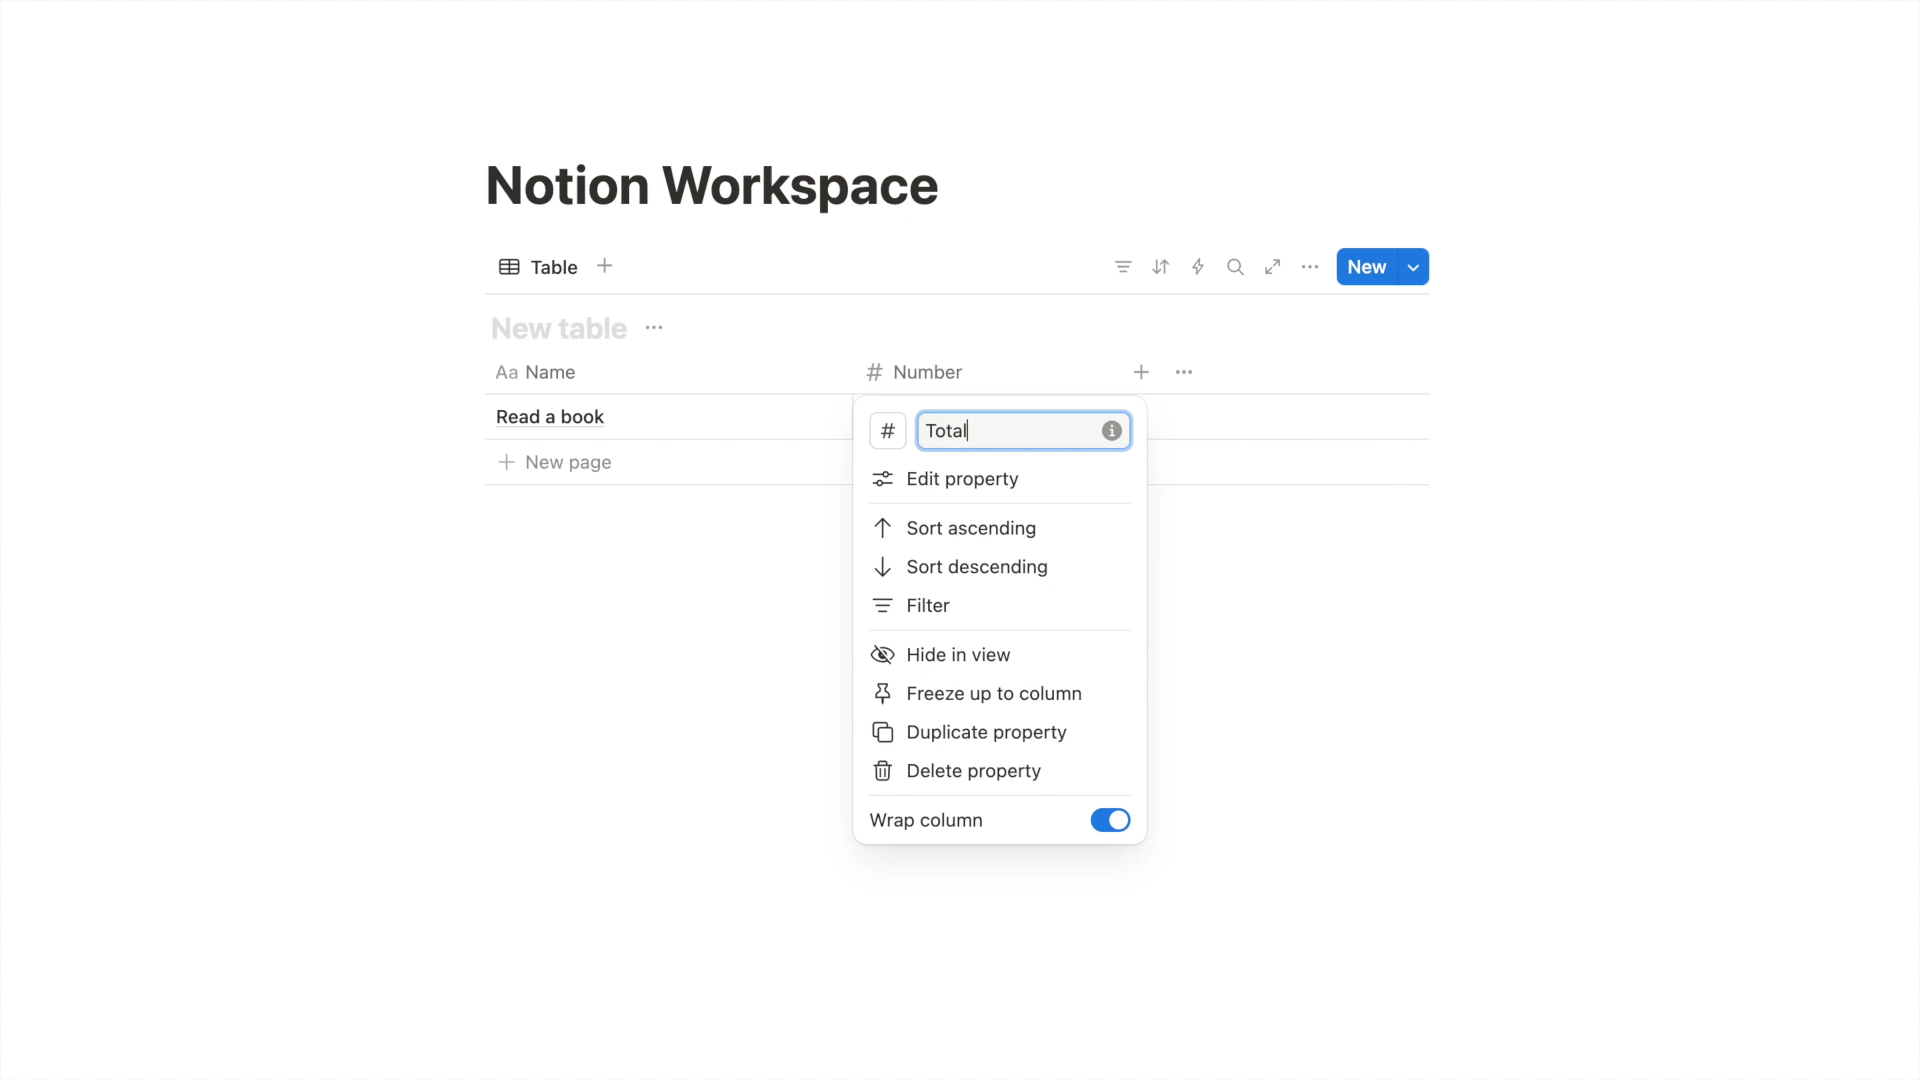 Notion Workspace
Table
New
New table
Aa Name
# Number
Read a book
# Total
New page
Edit property
Sort ascending
Sort descending
Filter
Hide in view
Freeze up to column
Duplicate property
Delete property
Wrap column